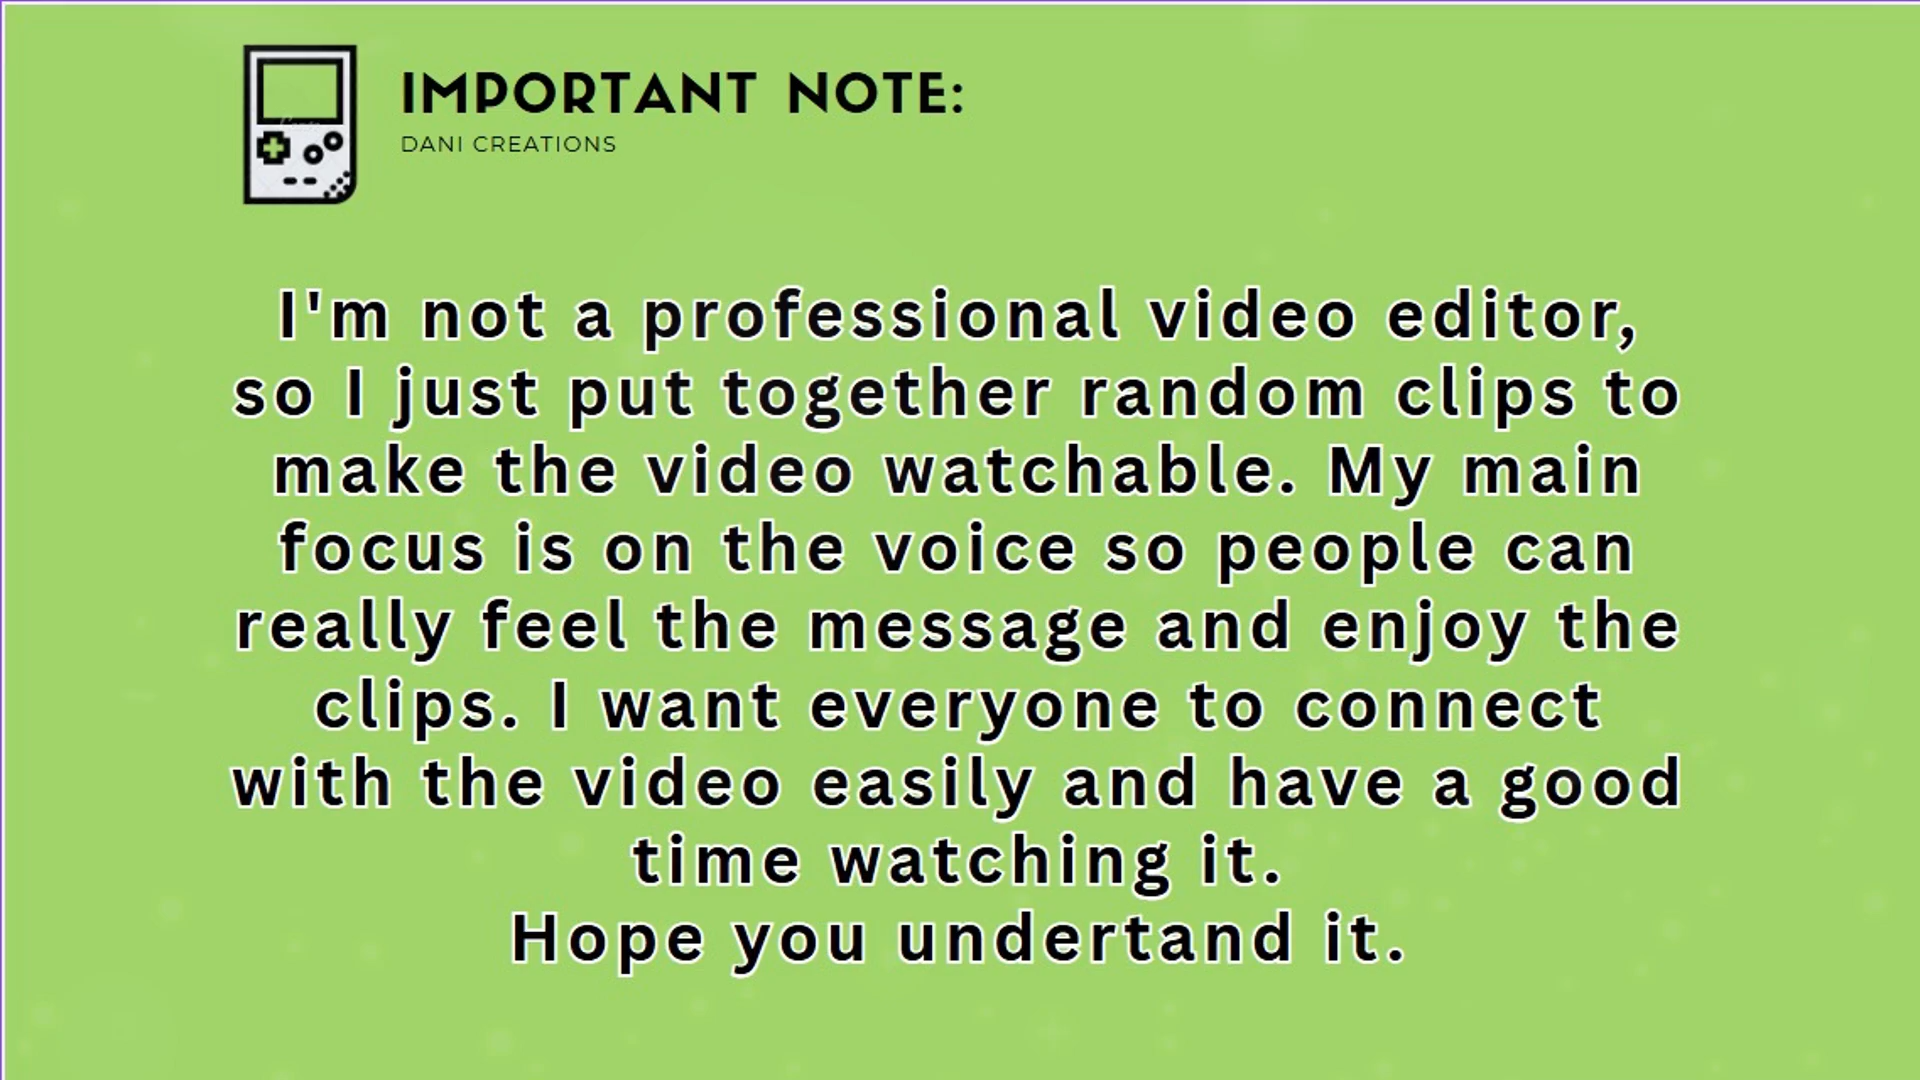 IMPORTANT NOTE:
DANI CREATIONS
I'm not a professional video editor,
so I just put together random clips to
make the video watchable. My main
focus is on the voice so people can
really feel the message and enjoy the
clips. I want everyone to connect
with the video easily and have a good
time watching it.
Hope you undertand it.